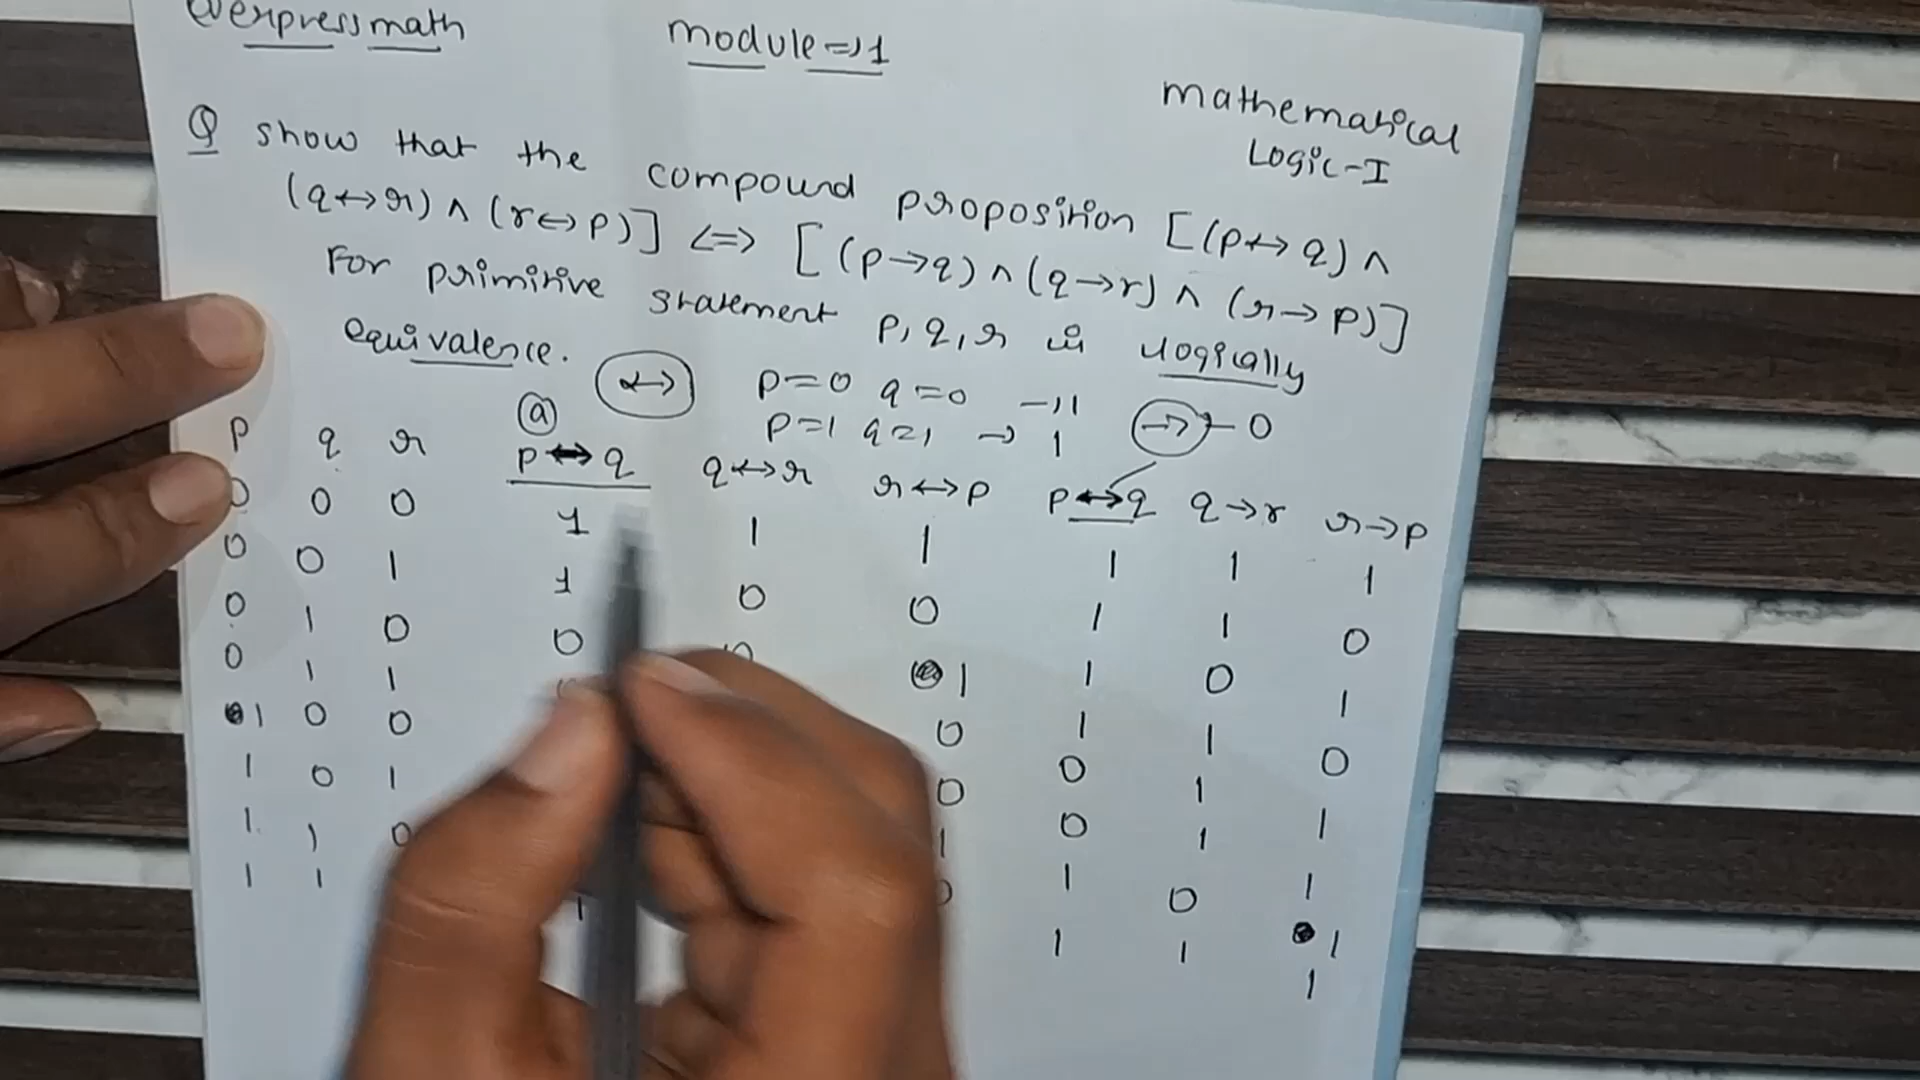 expressmath
module⇒1
mathematical
Logic-I
Q show that the compound proposition [(p↔q)∧
(q↔r)∧(r↔p)] <=> [(p→q)∧(q→r)∧(r→p)]
For primitive statement p,q,r is logically
equivalence.
↔ p=0 q=0 → 1
p=1 q=1 → 1 → 0
a
p q r p↔q q↔r r↔p p↔q q→r r→p
0 0 0 1 1 1 1 1 1
0 0 1 1 0 0 1 1 0
0 1 0 0 0 1 1 0 1
0 1 1 0 1 1 0
1 0 0 0 0 1 1
1 0 1 1 0 1 1
1 1 0 0 1 0 1
1 1 1 1 1 1